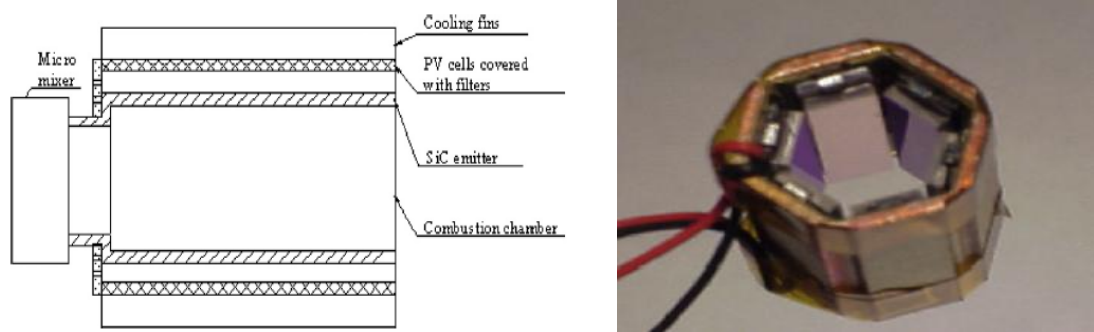 Cooling fins
Micro
mixer
PV cells covered
with filters
SiC emitter
Combustion chamber